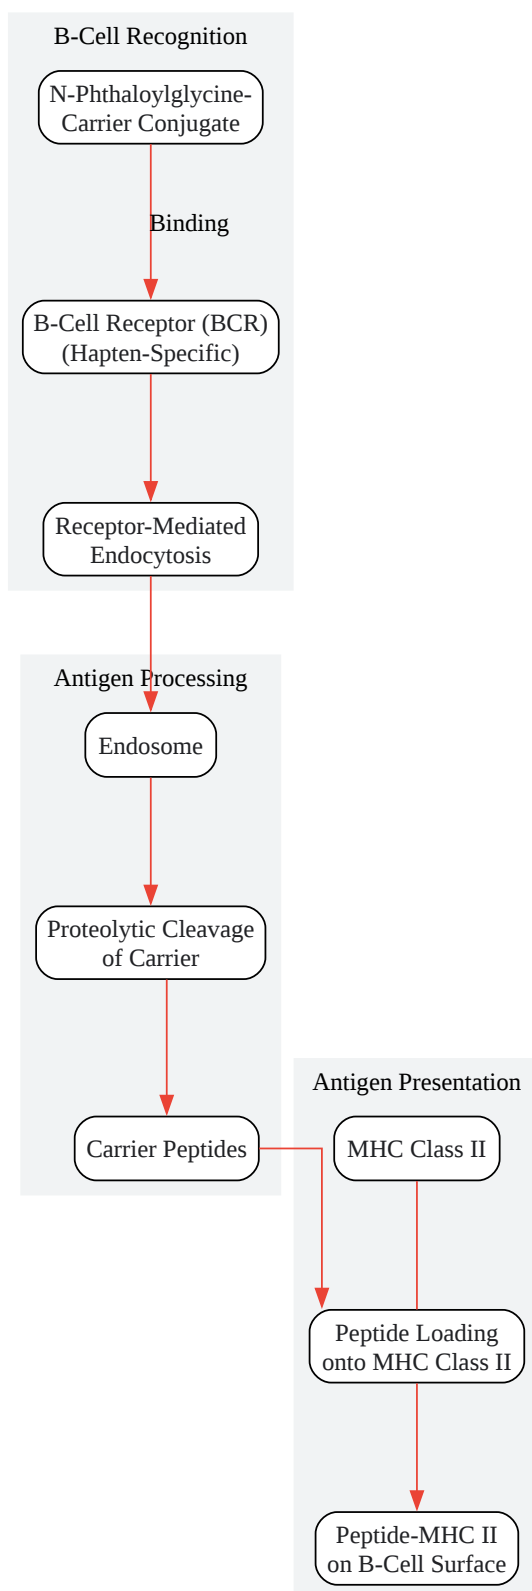 B-Cell Recognition
N-Phthaloylglycine-
Carrier Conjugate
Binding
B-Cell Receptor (BCR)
(Hapten-Specific)
Receptor-Mediated
Endocytosis
Antigen Processing
Endosome
Proteolytic Cleavage
of Carrier
Carrier Peptides
Antigen Presentation
MHC Class II
Peptide Loading
onto MHC Class II
Peptide-MHC II
on B-Cell Surface